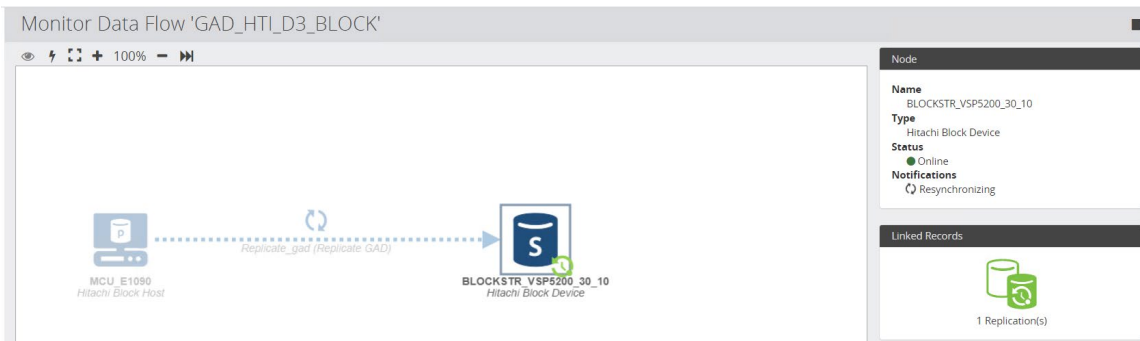 Monitor Data Flow 'GAD_HTI_D3_BLOCK'
100%
Node
Name
BLOCKSTR_VSP5200_30_10
Type
Hitachi Block Device
Status
Online
Notifications
Resynchronizing
P
S
Replicate_gad (Replicate GAD)
MCU_E1090
Hitachi Block Host
BLOCKSTR_VSP5200_30_10
Hitachi Block Device
Linked Records
1 Replication(s)